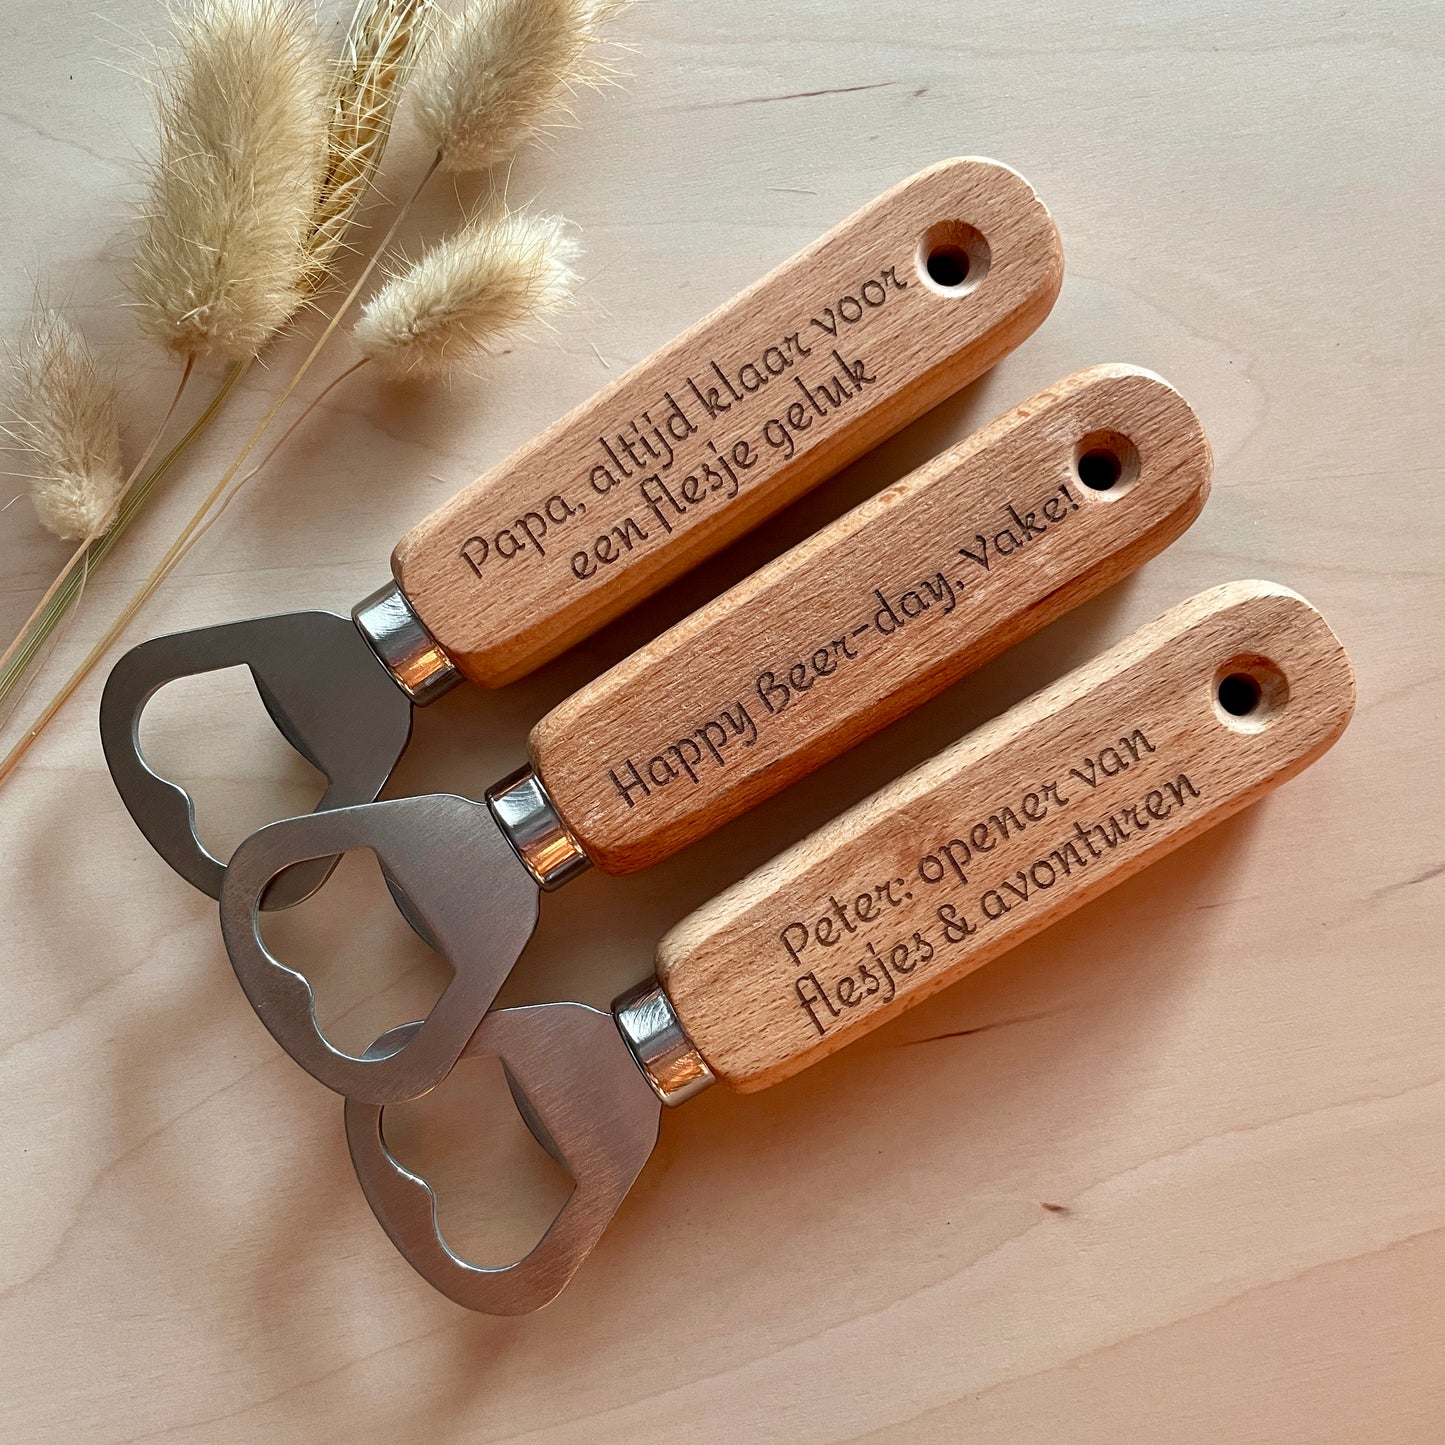 Papa, altijd klaar voor
een flesje geluk
Happy Beer-day, Vake!
Peter: opener van
flesjes & avonturen